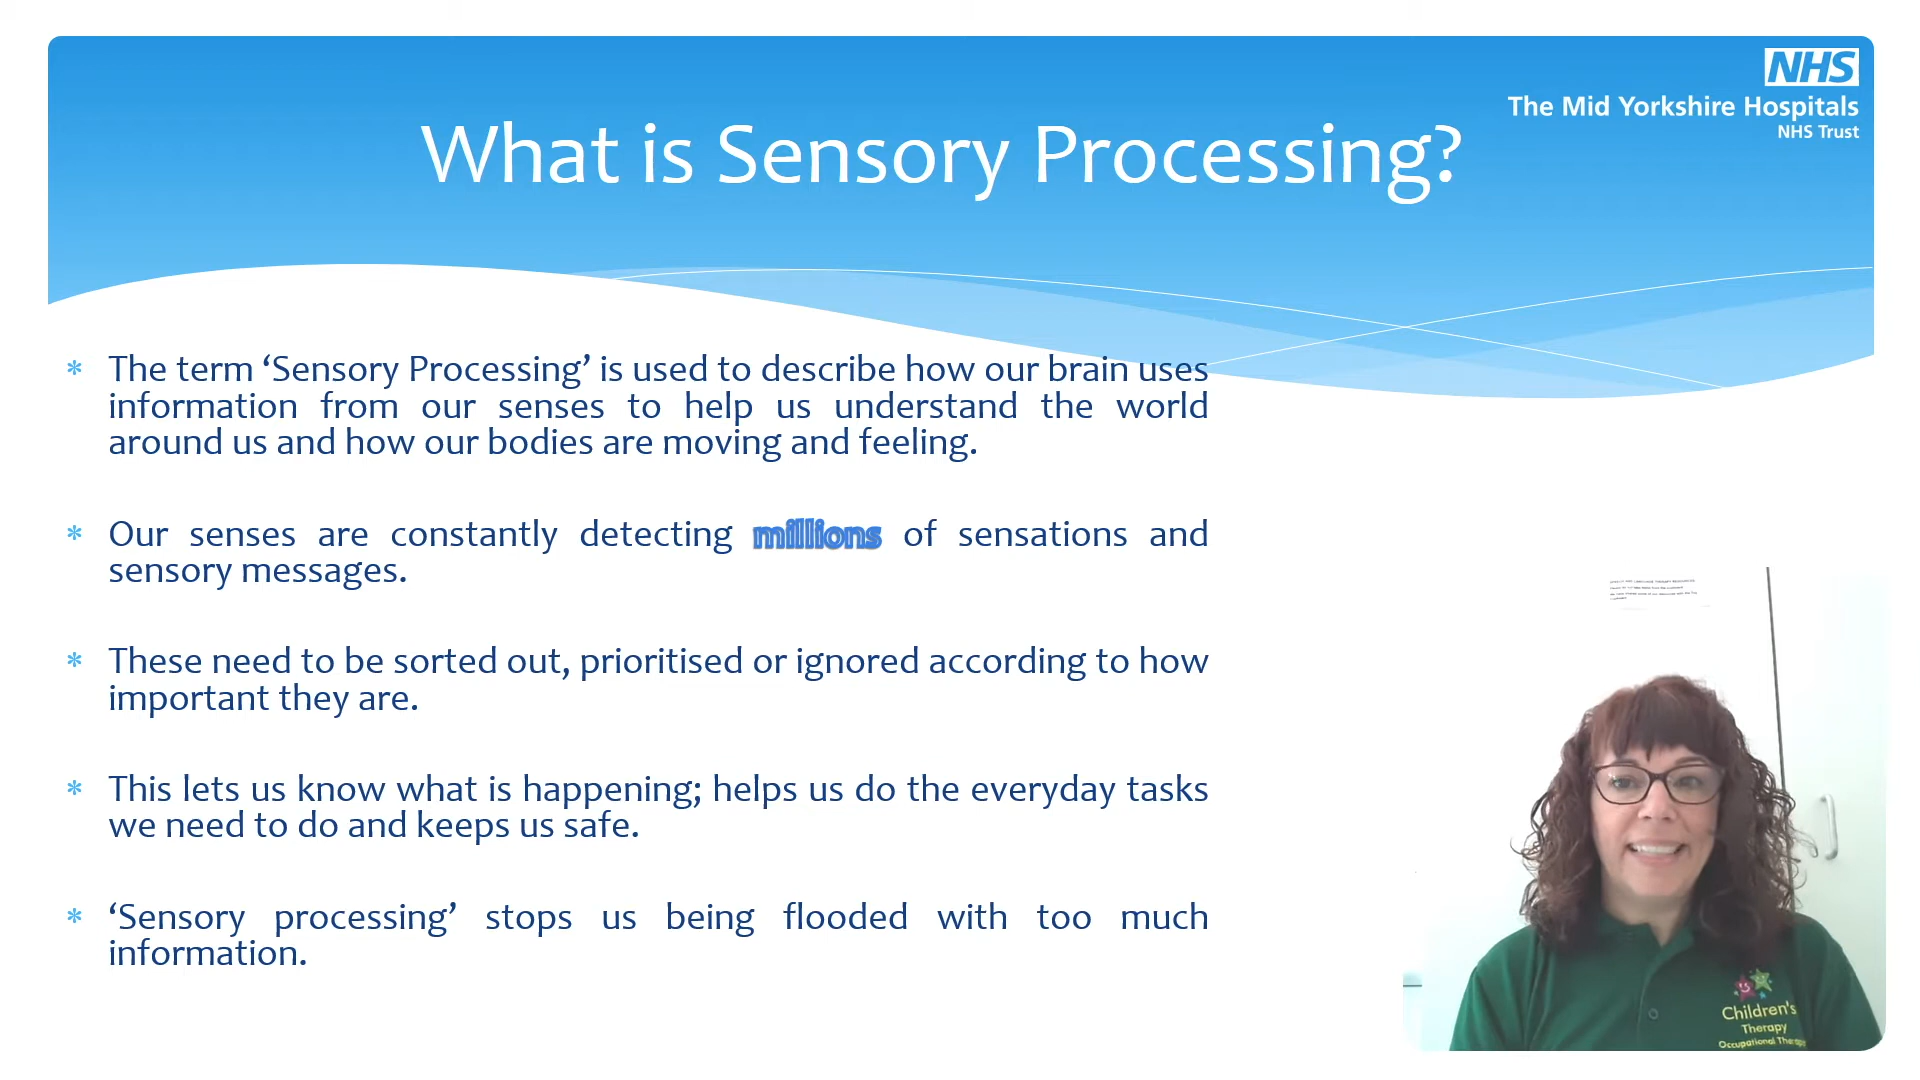 NHS
The Mid Yorkshire Hospitals
NHS Trust
What is Sensory Processing?
* The term ‘Sensory Processing’ is used to describe how our brain uses
information from our senses to help us understand the world
around us and how our bodies are moving and feeling.
* Our senses are constantly detecting millions of sensations and
sensory messages.
* These need to be sorted out, prioritised or ignored according to how
important they are.
* This lets us know what is happening; helps us do the everyday tasks
we need to do and keeps us safe.
* ‘Sensory processing’ stops us being flooded with too much
information.
Children's
Therapy
Occupational Therapy